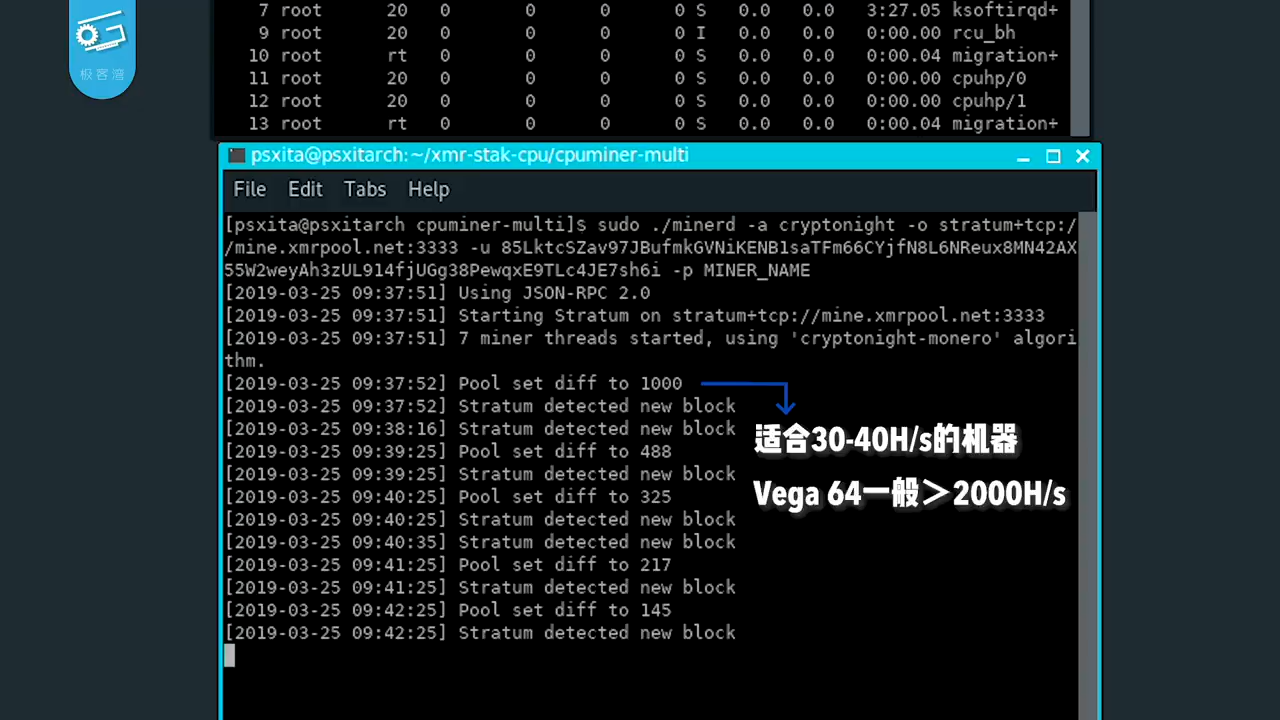 极客湾
7 root 20 0 0 0 S 0.0 0.0 3:27.05 ksoftirqd+
9 root 20 0 0 0 I 0.0 0.0 0:00.00 rcu_bh
10 root rt 0 0 0 S 0.0 0.0 0:00.04 migration+
11 root 20 0 0 0 S 0.0 0.0 0:00.00 cpuhp/0
12 root 20 0 0 0 S 0.0 0.0 0:00.00 cpuhp/1
13 root rt 0 0 0 S 0.0 0.0 0:00.04 migration+
psxita@psxitarch:~/xmr-stak-cpu/cpuminer-multi
File Edit Tabs Help
[psxita@psxitarch cpuminer-multi]$ sudo ./minerd -a cryptonight -o stratum+tcp:/
/mine.xmrpool.net:3333 -u 85LktcSZav97JBufmkGVNiKENB1saTFm66CYjfN8L6NReux8MN42AX
55W2weyAh3zUL914fjUGg38PewqxE9TLc4JE7sh6i -p MINER_NAME
[2019-03-25 09:37:51] Using JSON-RPC 2.0
[2019-03-25 09:37:51] Starting Stratum on stratum+tcp://mine.xmrpool.net:3333
[2019-03-25 09:37:51] 7 miner threads started, using 'cryptonight-monero' algori
thm.
[2019-03-25 09:37:52] Pool set diff to 1000
[2019-03-25 09:37:52] Stratum detected new block
[2019-03-25 09:38:16] Stratum detected new block
适合30-40H/s的机器
[2019-03-25 09:39:25] Pool set diff to 488
[2019-03-25 09:39:25] Stratum detected new block
[2019-03-25 09:40:25] Pool set diff to 325
Vega 64一般＞2000H/s
[2019-03-25 09:40:25] Stratum detected new block
[2019-03-25 09:40:35] Stratum detected new block
[2019-03-25 09:41:25] Pool set diff to 217
[2019-03-25 09:41:25] Stratum detected new block
[2019-03-25 09:42:25] Pool set diff to 145
[2019-03-25 09:42:25] Stratum detected new block